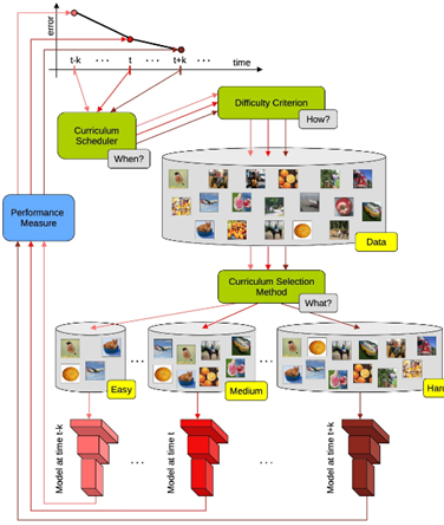 error
t-k ... t ... t+k ...
time
Curriculum
Scheduler
When?
Difficulty Criterion
How?
Performance
Measure
Data
Curriculum Selection
Method
What?
Easy
...
Medium
...
Hard
Model at time t-k
...
Model at time t
...
Model at time t+k